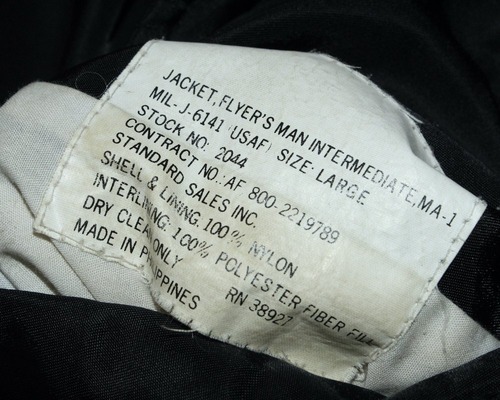 JACKET, FLYER'S MAN INTERMEDIATE, MA-1
MIL-J-6141 (USAF) SIZE: LARGE
STOCK NO: 2044
CONTRACT NO.: AF 800-2219789
STANDARD SALES INC.
SHELL & LINING, 100% NYLON
INTERLINING: 100% POLYESTER FIBER FILL
DRY CLEAN ONLY RN 38927
MADE IN PHILIPPINES